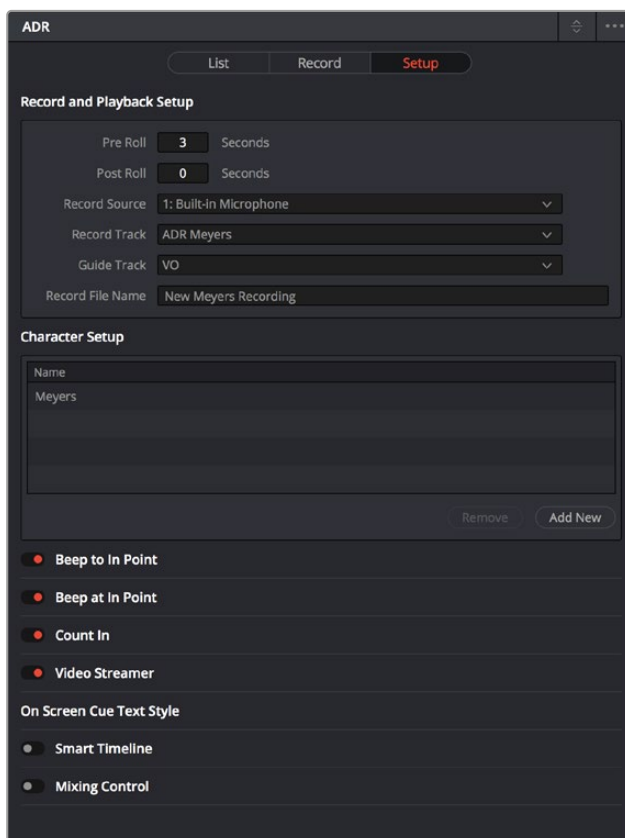 ADR
List Record Setup
Record and Playback Setup
Pre Roll 3 Seconds
Post Roll 0 Seconds
Record Source 1: Built-in Microphone
Record Track ADR Meyers
Guide Track VO
Record File Name New Meyers Recording
Character Setup
Name
Meyers
Remove Add New
Beep to In Point
Beep at In Point
Count In
Video Streamer
On Screen Cue Text Style
Smart Timeline
Mixing Control